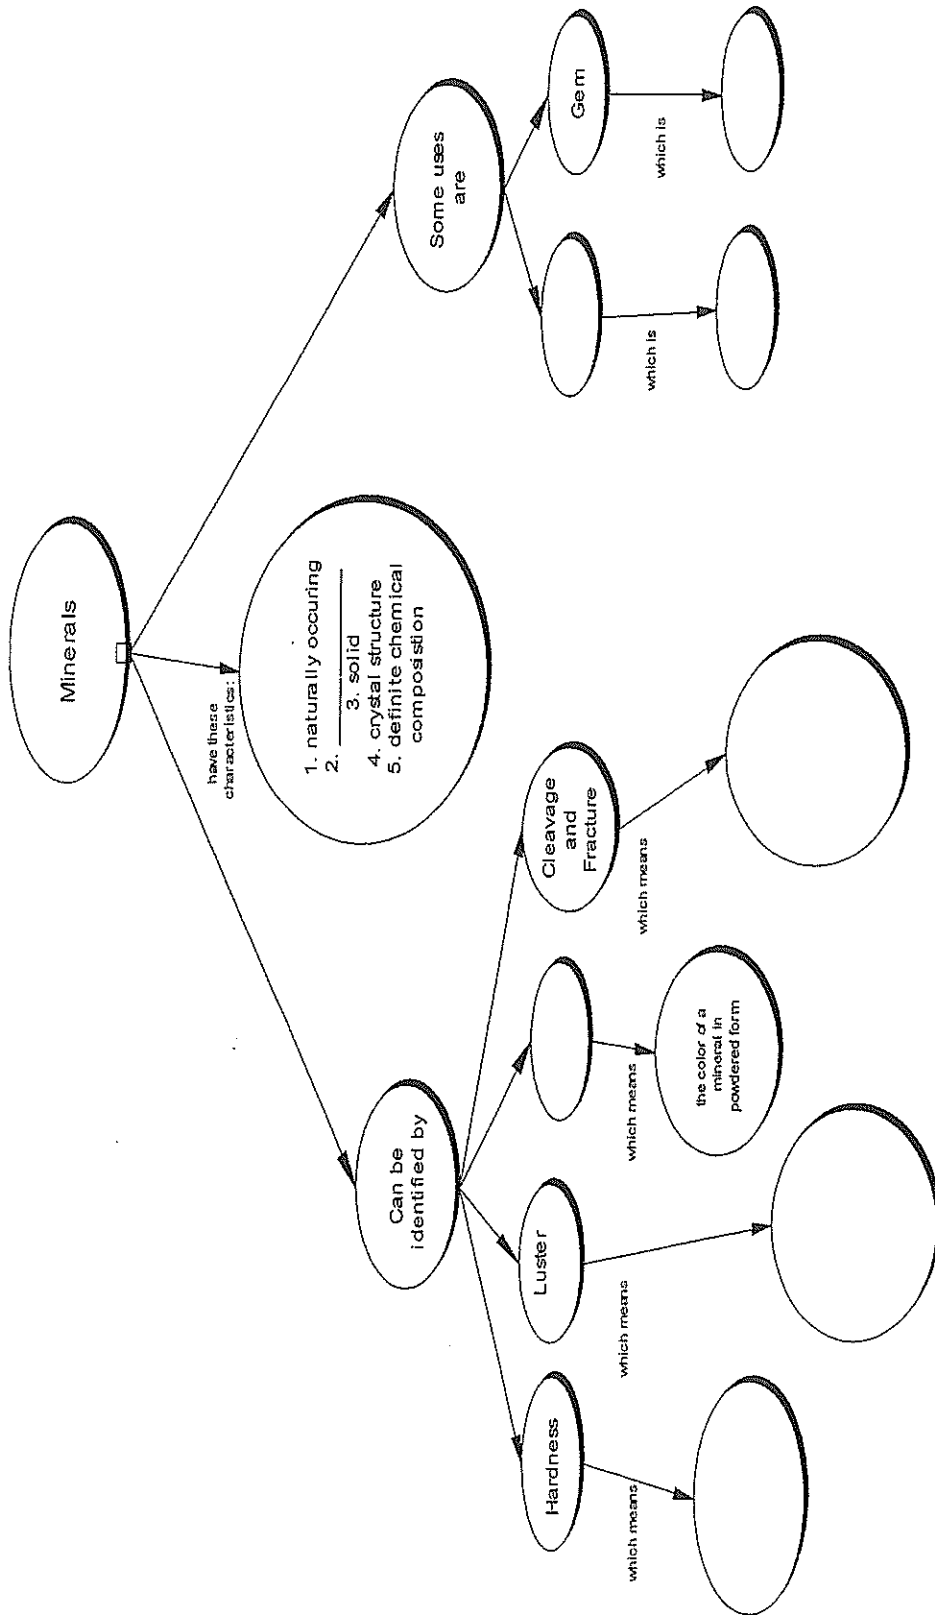 Minerals
have these
characteristics:
1. naturally occuring
2. ____________
3. solid
4. crystal structure
5. definite chemical
composistion
Can be
identified by
Some uses
are
Hardness
Luster
Cleavage
and
Fracture
Gem
which means
which means
which means
which means
which is
which is
the color of a
mineral in
powdered form